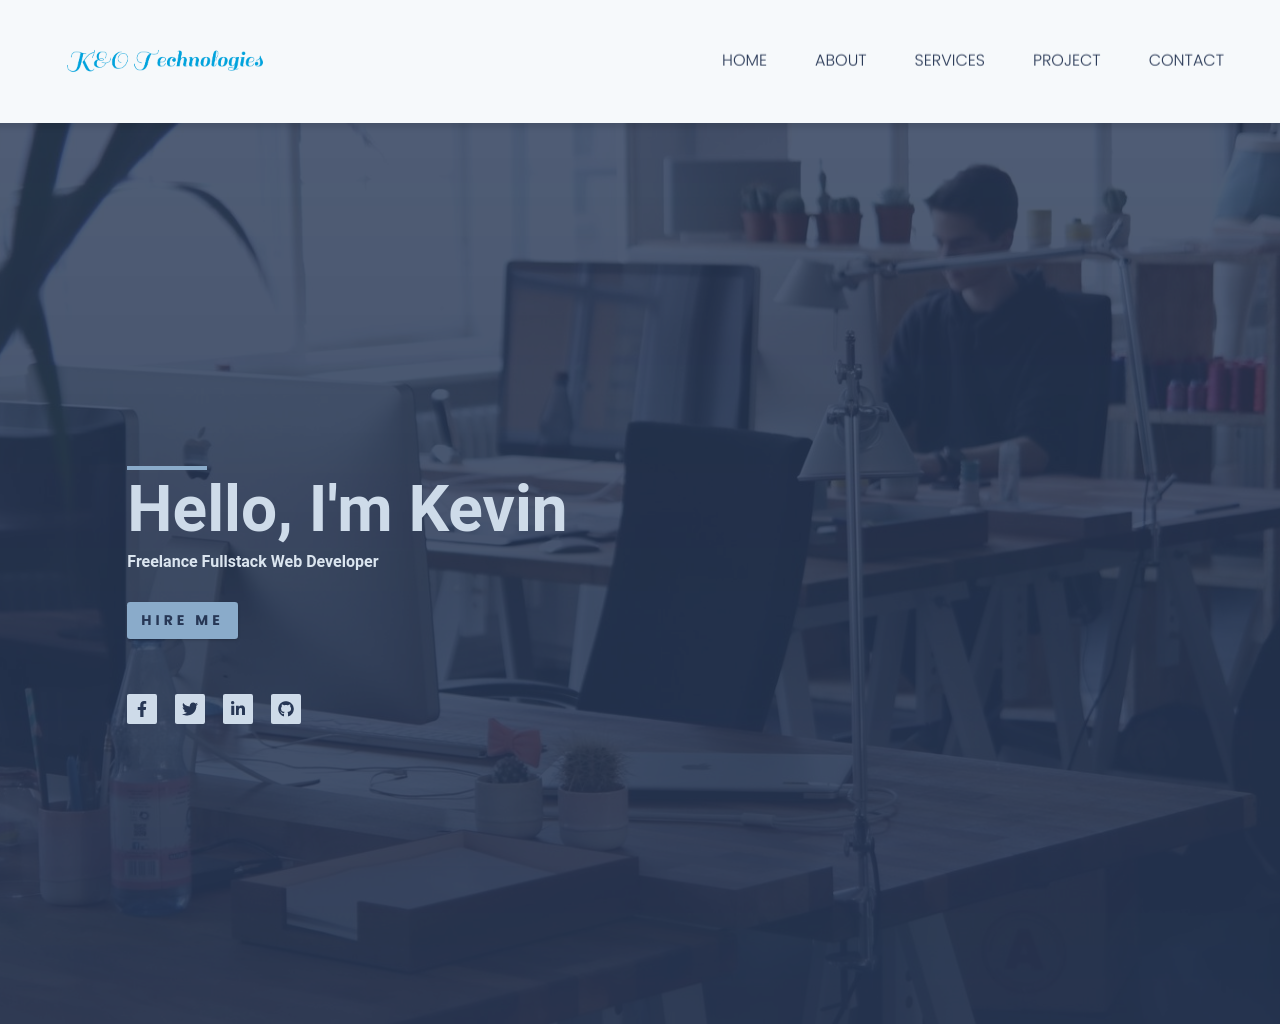 K&O Technologies
HOME ABOUT SERVICES PROJECT CONTACT
Hello, I'm Kevin
Freelance Fullstack Web Developer
HIRE ME